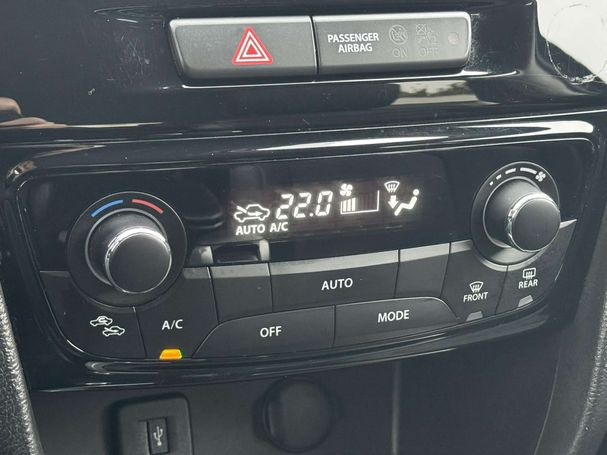 PASSENGER
AIRBAG
ON
OFF
22.0
AUTO A/C
AUTO
A/C
OFF
MODE
FRONT
REAR